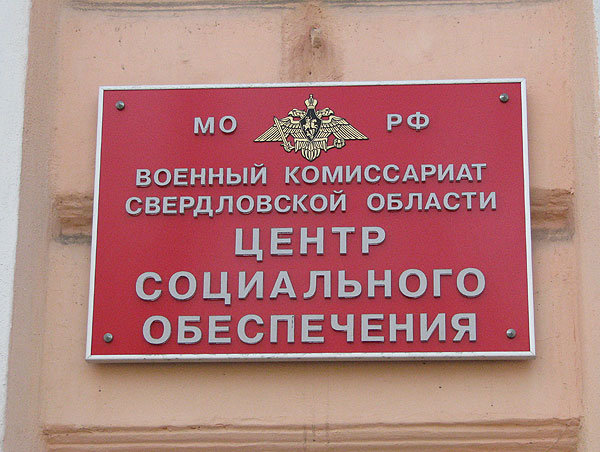 МО РФ
ВОЕННЫЙ КОМИССАРИАТ
СВЕРДЛОВСКОЙ ОБЛАСТИ
ЦЕНТР
СОЦИАЛЬНОГО
ОБЕСПЕЧЕНИЯ